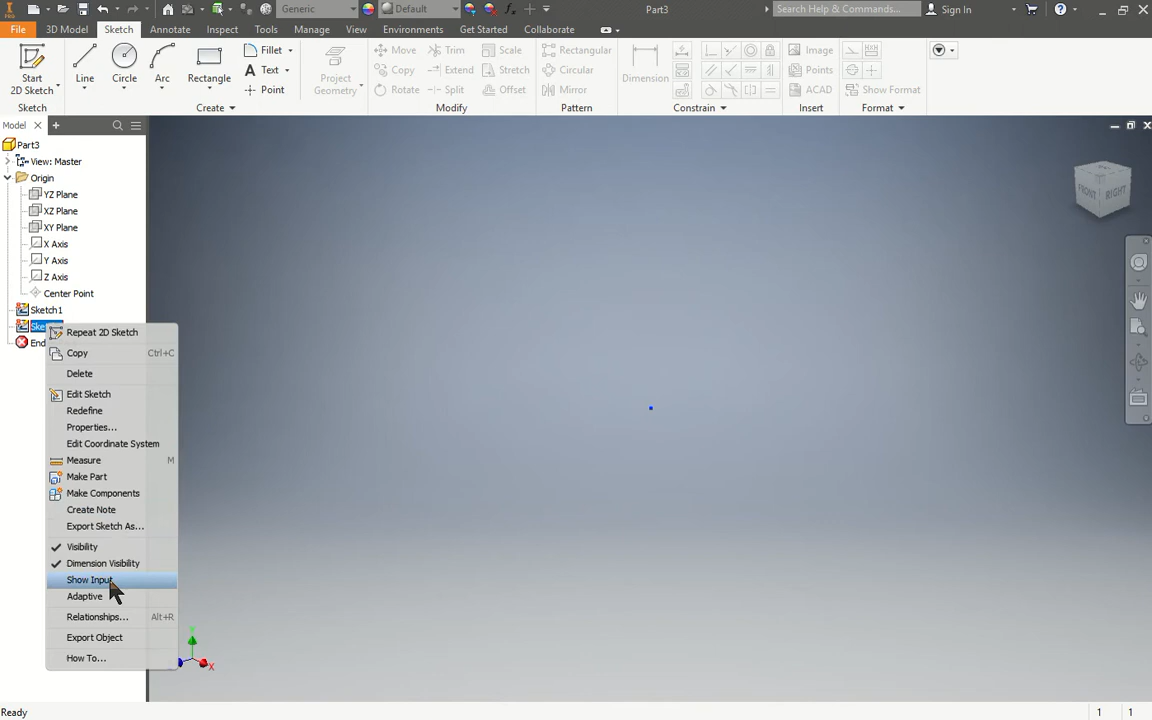 Generic
Default
Part3
Search Help & Commands...
Sign In
PRO
File
3D Model
Sketch
Annotate
Inspect
Tools
Manage
View
Environments
Get Started
Collaborate
Start
2D Sketch
Line
Circle
Arc
Rectangle
Fillet
Text
Point
Project
Geometry
Move
Trim
Scale
Copy
Extend
Stretch
Rotate
Split
Offset
Rectangular
Circular
Mirror
Dimension
Image
Points
ACAD
Show Format
Sketch
Create
Modify
Pattern
Constrain
Insert
Format
Model
Part3
View: Master
Origin
YZ Plane
XZ Plane
XY Plane
X Axis
Y Axis
Z Axis
Center Point
Sketch1
Ske
End
Repeat 2D Sketch
Copy Ctrl+C
Delete
Edit Sketch
Redefine
Properties...
Edit Coordinate System
Measure M
Make Part
Make Components
Create Note
Export Sketch As...
Visibility
Dimension Visibility
Show Input
Adaptive
Relationships... Alt+R
Export Object
How To...
FRONT
RIGHT
Y
X
Ready
1 1